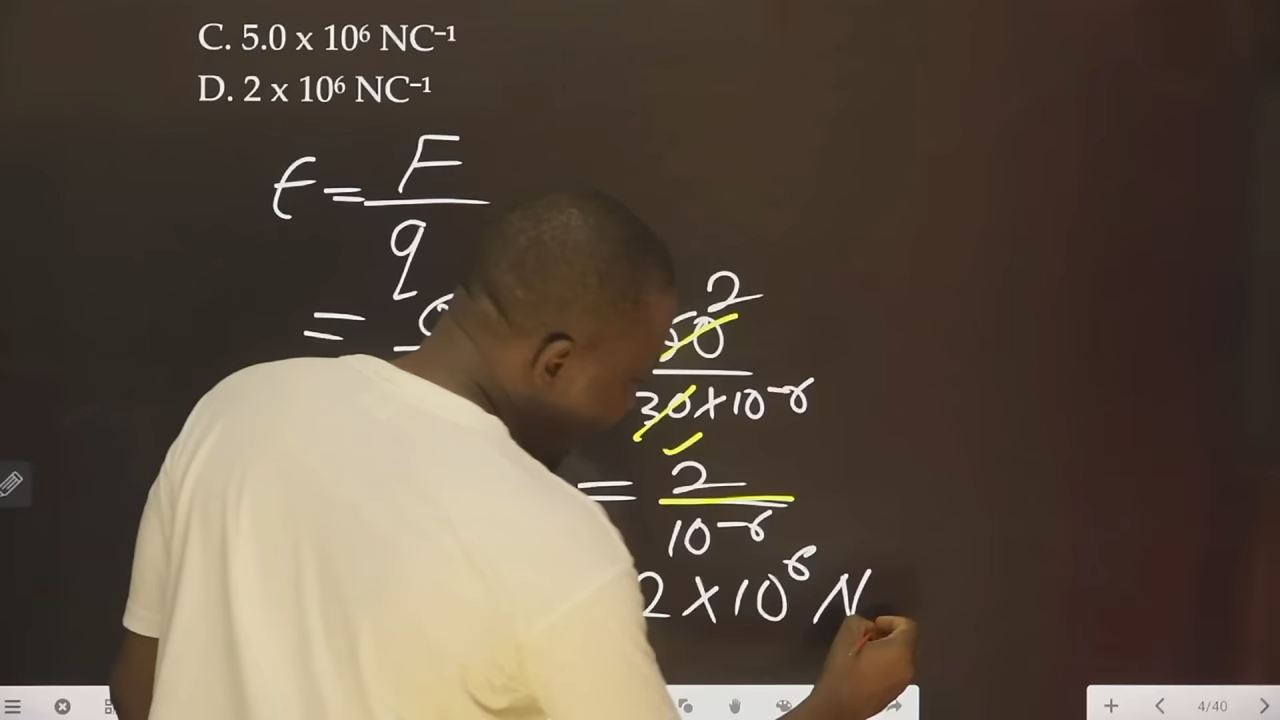 C. 5.0 x 10⁶ NC⁻¹
D. 2 x 10⁶ NC⁻¹
E = F
q
=
2
30 x 10⁻⁶
= 2
10⁻⁶
2 x 10⁶ N
4/40